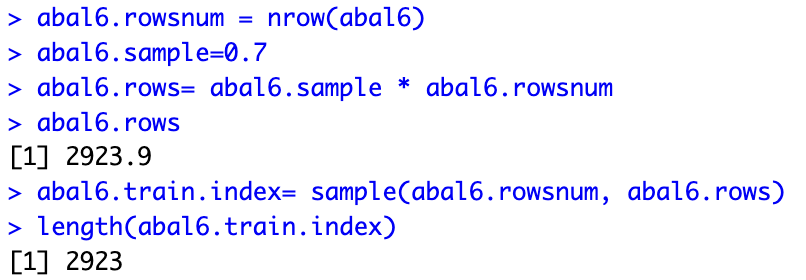 > abal6.rowsnum = nrow(abal6)
> abal6.sample=0.7
> abal6.rows= abal6.sample * abal6.rowsnum
> abal6.rows
[1] 2923.9
> abal6.train.index= sample(abal6.rowsnum, abal6.rows)
> length(abal6.train.index)
[1] 2923